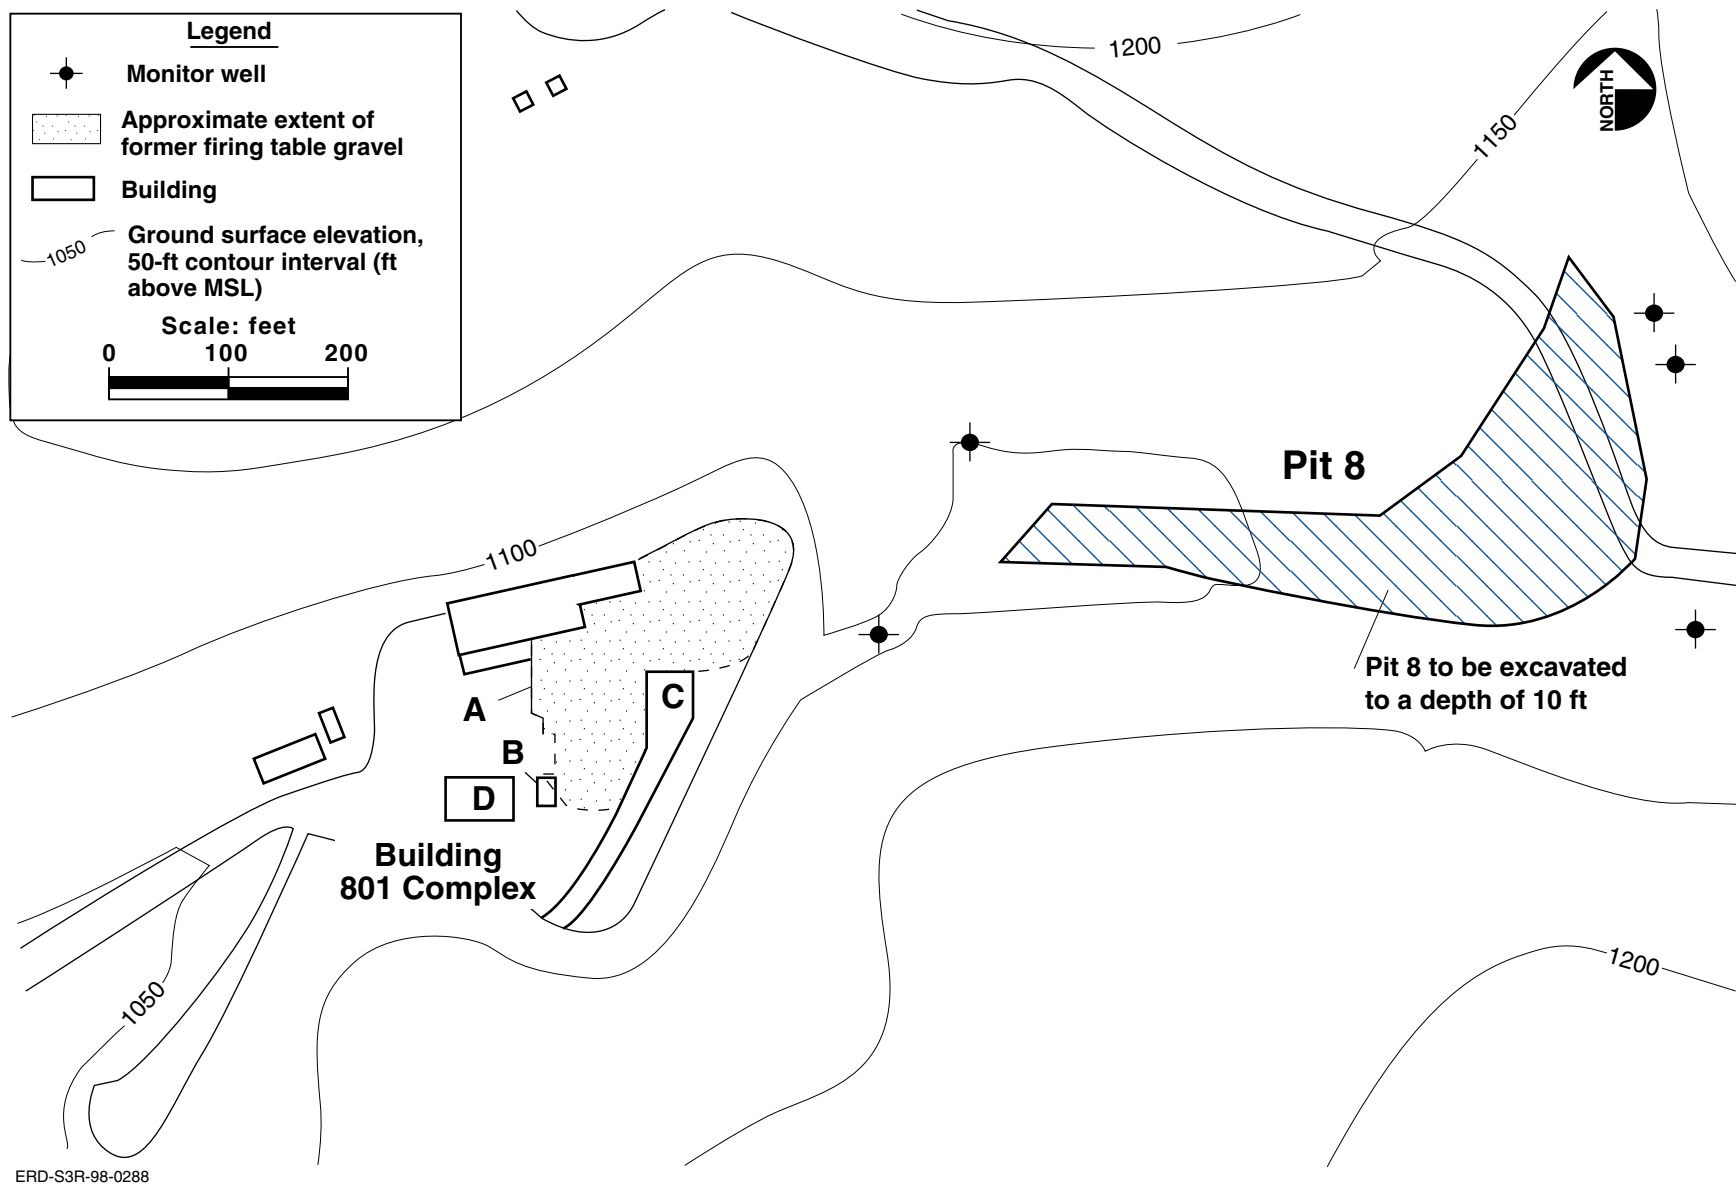 Legend
Monitor well
Approximate extent of
former firing table gravel
Building
1050
Ground surface elevation,
50-ft contour interval (ft
above MSL)
Scale: feet
0 100 200
1200
1150
NORTH
Pit 8
1100
Pit 8 to be excavated
to a depth of 10 ft
A
C
B
D
Building
801 Complex
1200
1050
ERD-S3R-98-0288